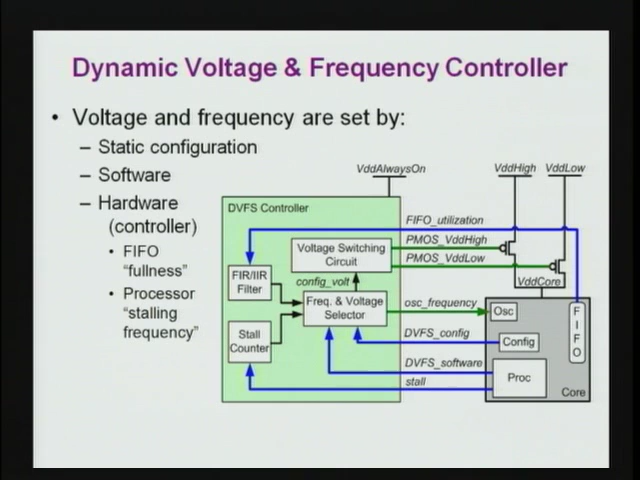 Dynamic Voltage & Frequency Controller
• Voltage and frequency are set by:
– Static configuration
– Software
– Hardware
(controller)
• FIFO
"fullness"
• Processor
"stalling
frequency"
VddAlwaysOn
VddHigh
VddLow
DVFS Controller
FIFO_utilization
Voltage Switching
Circuit
PMOS_VddHigh
PMOS_VddLow
VddCore
FIR/IIR
Filter
config_volt
Freq. & Voltage
Selector
osc_frequency
Osc
FIFO
Stall
Counter
DVFS_config
Config
DVFS_software
Proc
stall
Core